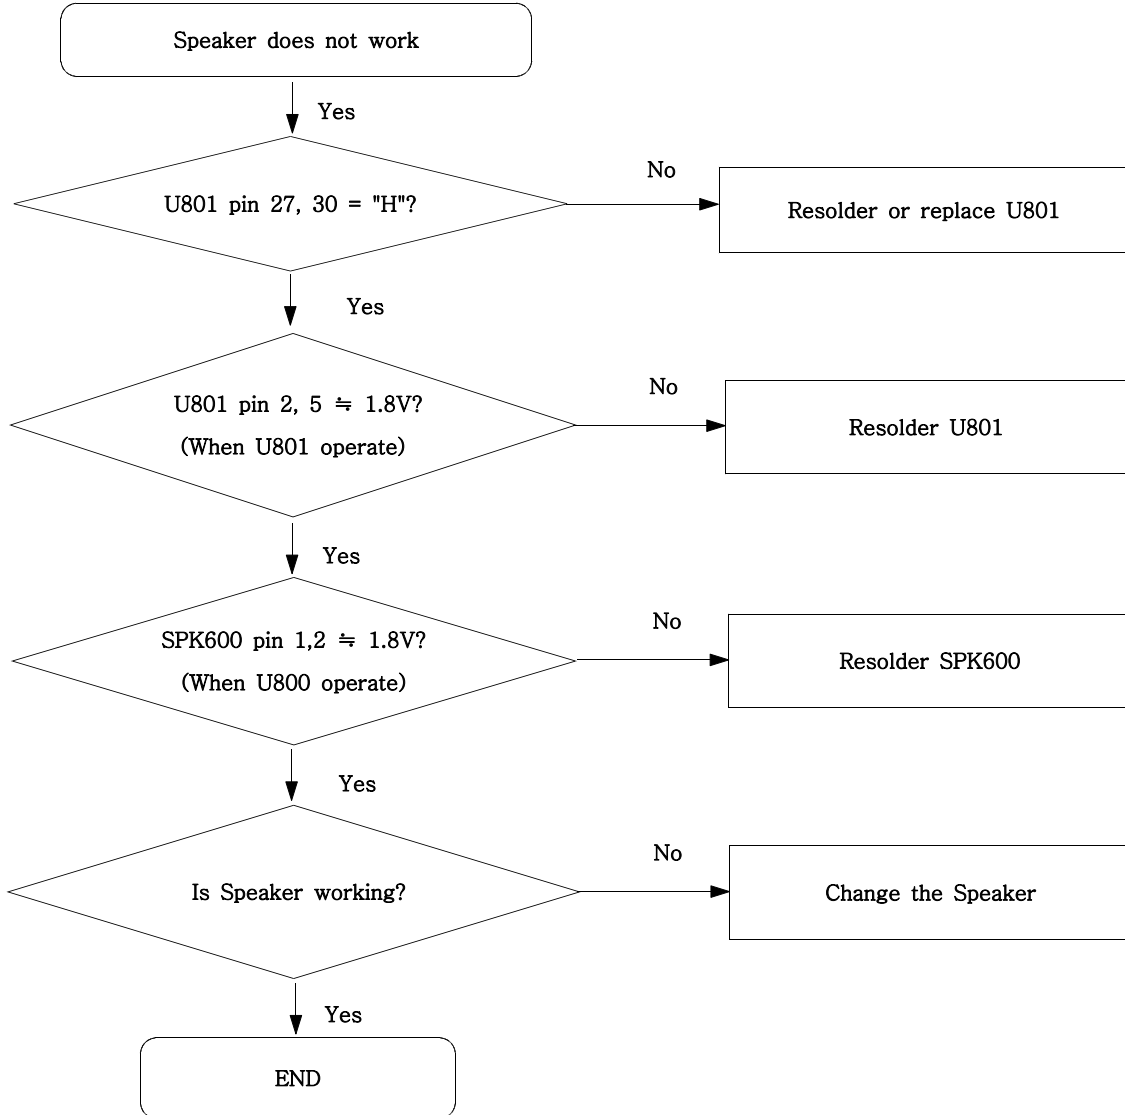 Speaker does not work
Yes
U801 pin 27, 30 = "H"?
No
Resolder or replace U801
Yes
U801 pin 2, 5 ≒ 1.8V?
(When U801 operate)
No
Resolder U801
Yes
SPK600 pin 1,2 ≒ 1.8V?
(When U800 operate)
No
Resolder SPK600
Yes
Is Speaker working?
No
Change the Speaker
Yes
END